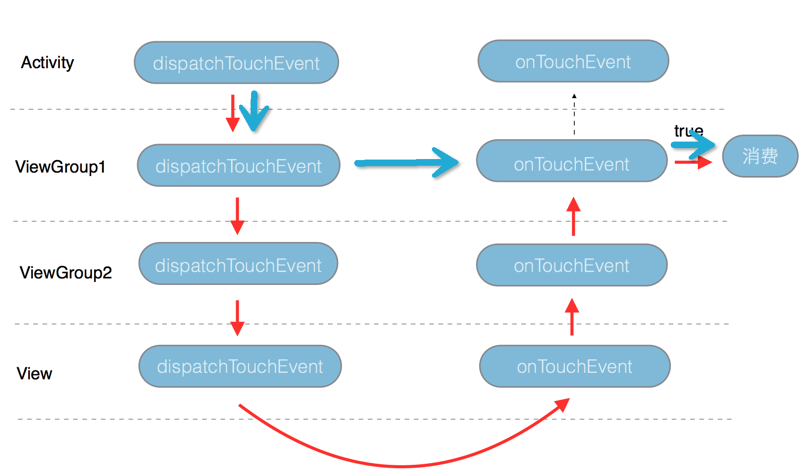 Activity
dispatchTouchEvent
onTouchEvent
true
ViewGroup1
dispatchTouchEvent
onTouchEvent
消费
ViewGroup2
dispatchTouchEvent
onTouchEvent
View
dispatchTouchEvent
onTouchEvent